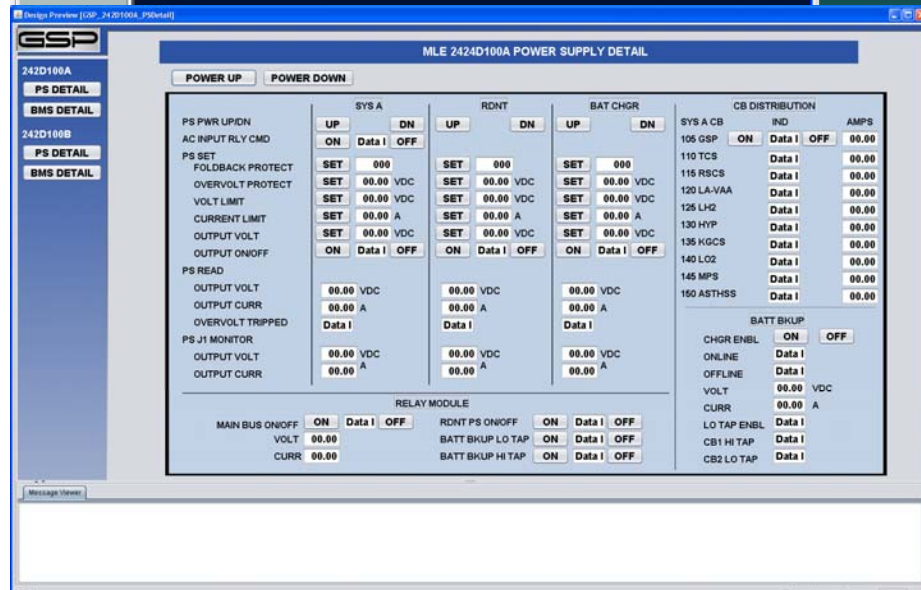 Design Preview [GSP_242D100A_PSDetail]
GSP
MLE 2424D100A POWER SUPPLY DETAIL
242D100A
PS DETAIL
BMS DETAIL
242D100B
PS DETAIL
BMS DETAIL
POWER UP POWER DOWN
SYS A RDNT BAT CHGR
PS PWR UP/DN UP DN UP DN UP DN
AC INPUT RLY CMD ON Data I OFF
PS SET
FOLDBACK PROTECT SET 000 SET 000 SET 000
OVERVOLT PROTECT SET 00.00 VDC SET 00.00 VDC SET 00.00 VDC
VOLT LIMIT SET 00.00 VDC SET 00.00 VDC SET 00.00 VDC
CURRENT LIMIT SET 00.00 A SET 00.00 A SET 00.00 A
OUTPUT VOLT SET 00.00 VDC SET 00.00 VDC SET 00.00 VDC
OUTPUT ON/OFF ON Data I OFF ON Data I OFF ON Data I OFF
PS READ
OUTPUT VOLT 00.00 VDC 00.00 VDC 00.00 VDC
OUTPUT CURR 00.00 A 00.00 A 00.00 A
OVERVOLT TRIPPED Data I Data I Data I
PS J1 MONITOR
OUTPUT VOLT 00.00 VDC 00.00 VDC 00.00 VDC
OUTPUT CURR 00.00 A 00.00 A 00.00 A
RELAY MODULE
MAIN BUS ON/OFF ON Data I OFF RDNT PS ON/OFF ON Data I OFF
VOLT 00.00 BATT BKUP LO TAP ON Data I OFF
CURR 00.00 BATT BKUP HI TAP ON Data I OFF
CB DISTRIBUTION
SYS A CB IND AMPS
105 GSP ON Data I OFF 00.00
110 TCS Data I 00.00
115 RSCS Data I 00.00
120 LA-VAA Data I 00.00
125 LH2 Data I 00.00
130 HYP Data I 00.00
135 KGCS Data I 00.00
140 LO2 Data I 00.00
145 MPS Data I 00.00
150 ASTHSS Data I 00.00
BATT BKUP
CHGR ENBL ON OFF
ONLINE Data I
OFFLINE Data I
VOLT 00.00 VDC
CURR 00.00 A
LO TAP ENBL Data I
CB1 HI TAP Data I
CB2 LO TAP Data I
Message Viewer